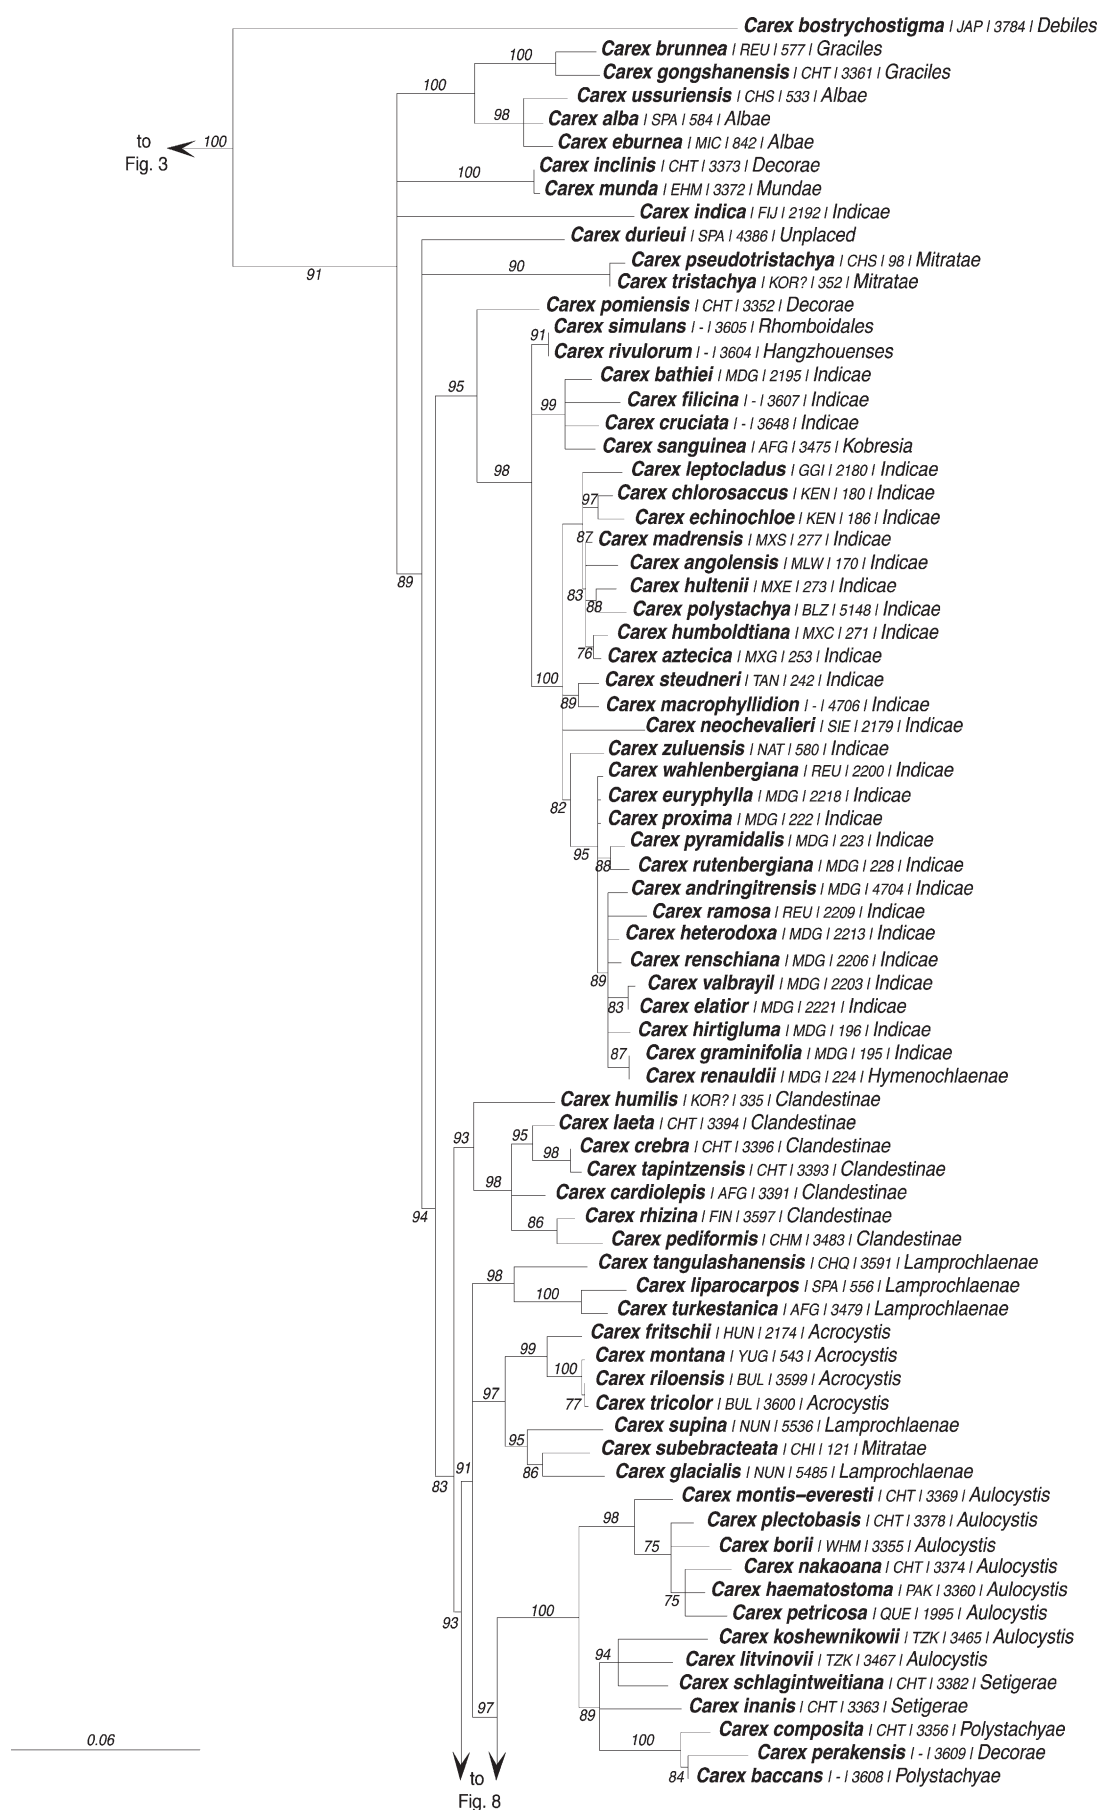 Carex bostrychostigma | JAP | 3784 | Debiles
100
Carex brunnea | REU | 577 | Graciles
Carex gongshanensis | CHT | 3361 | Graciles
100
Carex ussuriensis | CHS | 533 | Albae
98
Carex alba | SPA | 584 | Albae
to
Fig. 3
100
Carex eburnea | MIC | 842 | Albae
Carex inclinis | CHT | 3373 | Decorae
100
Carex munda | EHM | 3372 | Mundae
Carex indica | FIJ | 2192 | Indicae
Carex durieui | SPA | 4386 | Unplaced
91
90
Carex pseudotristachya | CHS | 98 | Mitratae
Carex tristachya | KOR? | 352 | Mitratae
Carex pomiensis | CHT | 3352 | Decorae
Carex simulans | - | 3605 | Rhomboidales
91
Carex rivulorum | - | 3604 | Hangzhouenses
Carex bathiei | MDG | 2195 | Indicae
95
Carex filicina | - | 3607 | Indicae
99
Carex cruciata | - | 3648 | Indicae
Carex sanguinea | AFG | 3475 | Kobresia
98
Carex leptocladus | GGI | 2180 | Indicae
97
Carex chlorosaccus | KEN | 180 | Indicae
Carex echinochloe | KEN | 186 | Indicae
87
Carex madrensis | MXS | 277 | Indicae
Carex angolensis | MLW | 170 | Indicae
89
Carex hultenii | MXE | 273 | Indicae
83
88
Carex polystachya | BLZ | 5148 | Indicae
Carex humboldtiana | MXC | 271 | Indicae
76
Carex aztecica | MXG | 253 | Indicae
100
Carex steudneri | TAN | 242 | Indicae
89
Carex macrophyllidion | - | 4706 | Indicae
Carex neochevalieri | SIE | 2179 | Indicae
Carex zuluensis | NAT | 580 | Indicae
Carex wahlenbergiana | REU | 2200 | Indicae
Carex euryphylla | MDG | 2218 | Indicae
82
Carex proxima | MDG | 222 | Indicae
Carex pyramidalis | MDG | 223 | Indicae
95
88
Carex rutenbergiana | MDG | 228 | Indicae
Carex andringitrensis | MDG | 4704 | Indicae
Carex ramosa | REU | 2209 | Indicae
Carex heterodoxa | MDG | 2213 | Indicae
Carex renschiana | MDG | 2206 | Indicae
89
Carex valbrayil | MDG | 2203 | Indicae
83
Carex elatior | MDG | 2221 | Indicae
Carex hirtigluma | MDG | 196 | Indicae
87
Carex graminifolia | MDG | 195 | Indicae
Carex renauldii | MDG | 224 | Hymenochlaenae
Carex humilis | KOR? | 335 | Clandestinae
Carex laeta | CHT | 3394 | Clandestinae
93
95
Carex crebra | CHT | 3396 | Clandestinae
98
Carex tapintzensis | CHT | 3393 | Clandestinae
98
Carex cardiolepis | AFG | 3391 | Clandestinae
94
86
Carex rhizina | FIN | 3597 | Clandestinae
Carex pediformis | CHM | 3483 | Clandestinae
Carex tangulashanensis | CHQ | 3591 | Lamprochlaenae
98
Carex liparocarpos | SPA | 556 | Lamprochlaenae
100
Carex turkestanica | AFG | 3479 | Lamprochlaenae
Carex fritschii | HUN | 2174 | Acrocystis
99
Carex montana | YUG | 543 | Acrocystis
100
Carex riloensis | BUL | 3599 | Acrocystis
97
77
Carex tricolor | BUL | 3600 | Acrocystis
Carex supina | NUN | 5536 | Lamprochlaenae
95
Carex subebracteata | CHI | 121 | Mitratae
83
91
86
Carex glacialis | NUN | 5485 | Lamprochlaenae
Carex montis–everesti | CHT | 3369 | Aulocystis
98
Carex plectobasis | CHT | 3378 | Aulocystis
75
Carex borii | WHM | 3355 | Aulocystis
Carex nakaoana | CHT | 3374 | Aulocystis
Carex haematostoma | PAK | 3360 | Aulocystis
75
Carex petricosa | QUE | 1995 | Aulocystis
93
100
Carex koshewnikowii | TZK | 3465 | Aulocystis
94
Carex litvinovii | TZK | 3467 | Aulocystis
Carex schlagintweitiana | CHT | 3382 | Setigerae
97
89
Carex inanis | CHT | 3363 | Setigerae
Carex composita | CHT | 3356 | Polystachyae
0.06
100
Carex perakensis | - | 3609 | Decorae
84
Carex baccans | - | 3608 | Polystachyae
to
Fig. 8